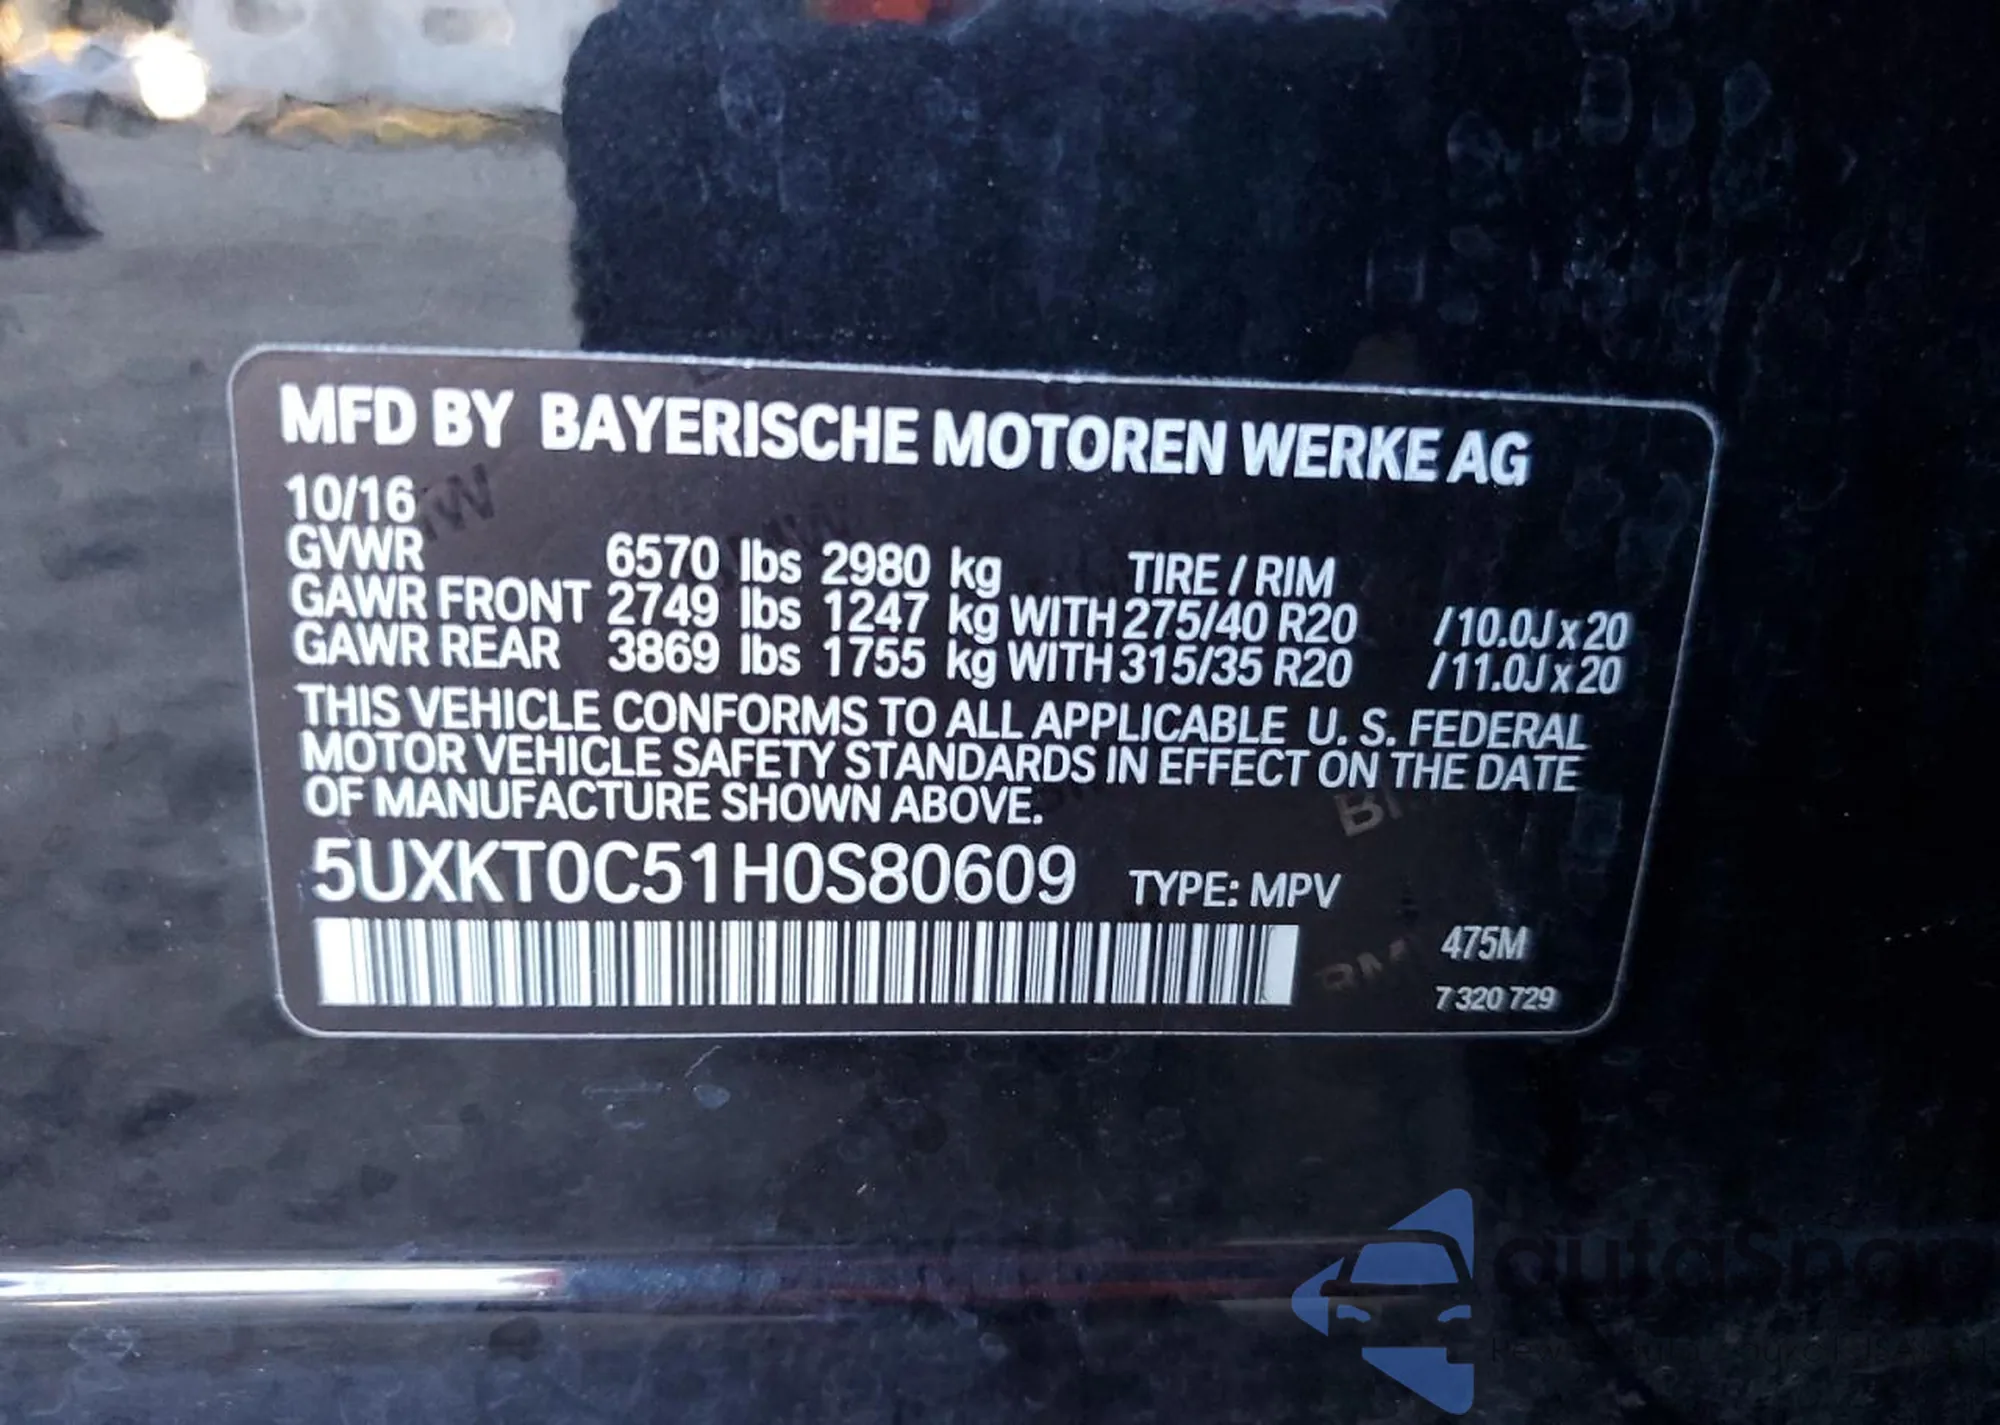 MFD BY BAYERISCHE MOTOREN WERKE AG
10/16
GVWR 6570 lbs 2980 kg TIRE / RIM
GAWR FRONT 2749 lbs 1247 kg WITH 275/40 R20 / 10.0J x 20
GAWR REAR 3869 lbs 1755 kg WITH 315/35 R20 / 11.0J x 20
THIS VEHICLE CONFORMS TO ALL APPLICABLE U. S. FEDERAL
MOTOR VEHICLE SAFETY STANDARDS IN EFFECT ON THE DATE
OF MANUFACTURE SHOWN ABOVE.
5UXKT0C51H0S80609 TYPE: MPV
475M
7 320 729
autaSnap